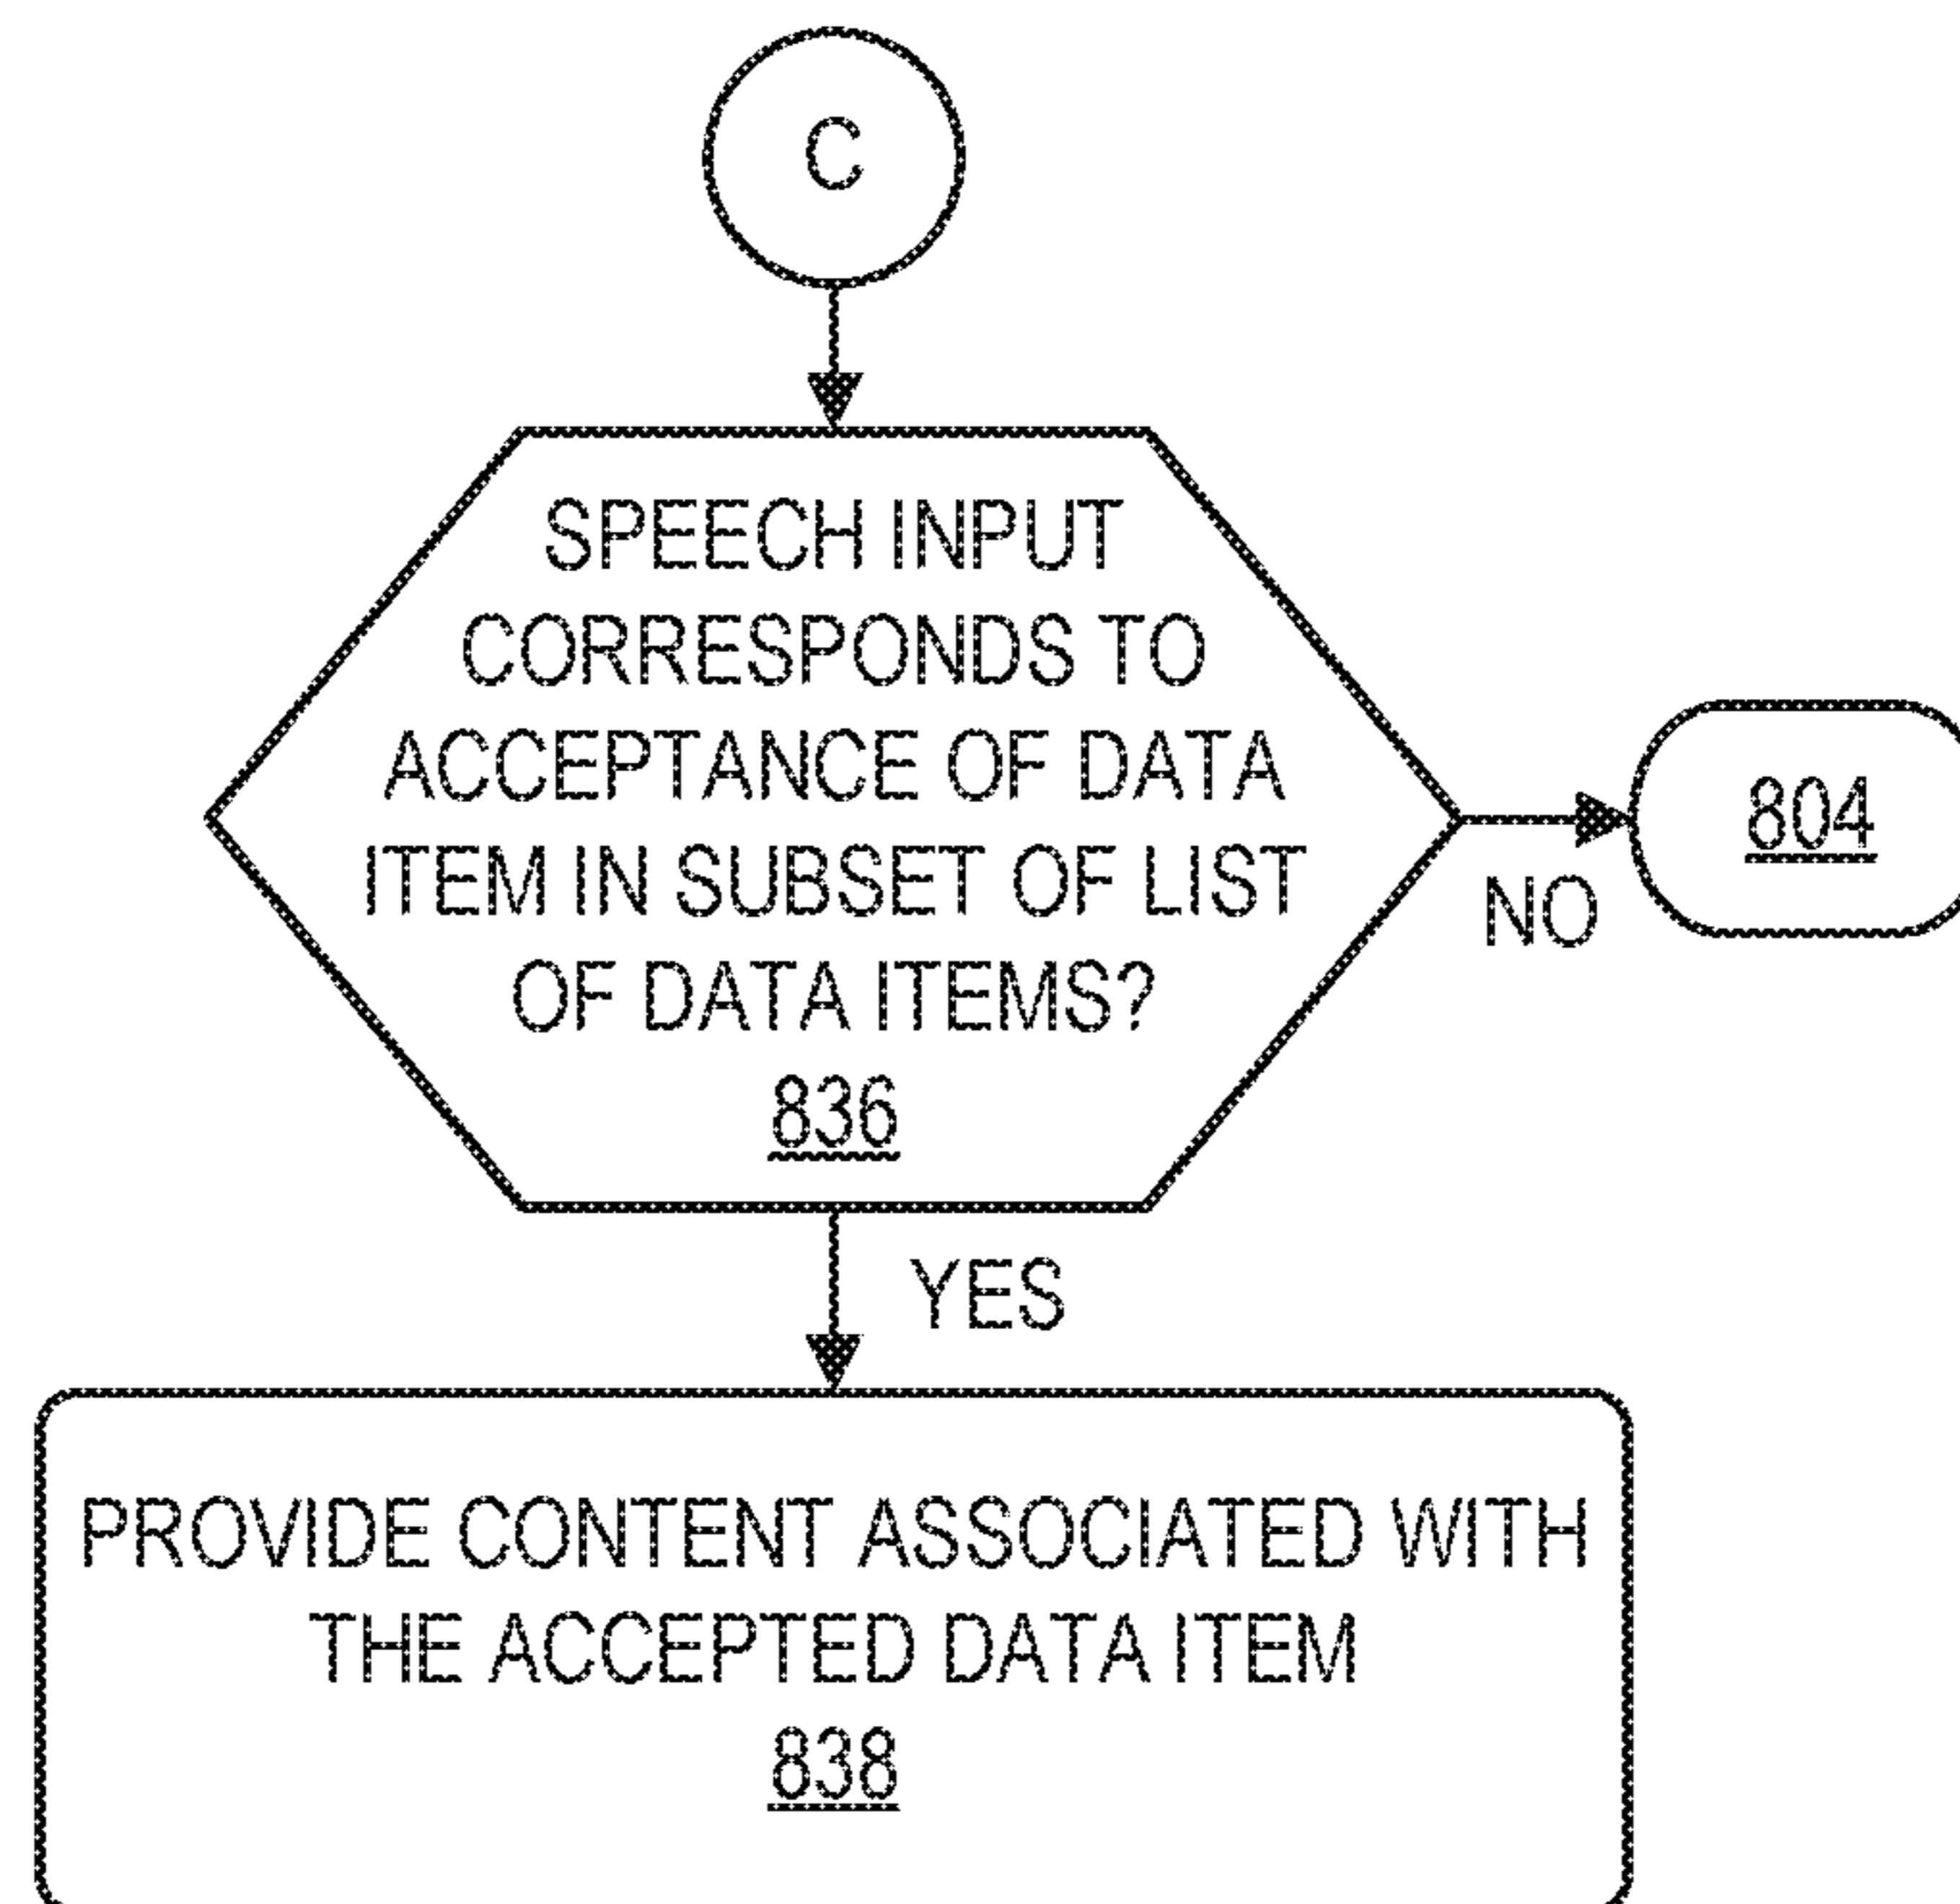 C
SPEECH INPUT
CORRESPONDS TO
ACCEPTANCE OF DATA
ITEM IN SUBSET OF LIST
OF DATA ITEMS?
836
804
NO
YES
PROVIDE CONTENT ASSOCIATED WITH
THE ACCEPTED DATA ITEM
838